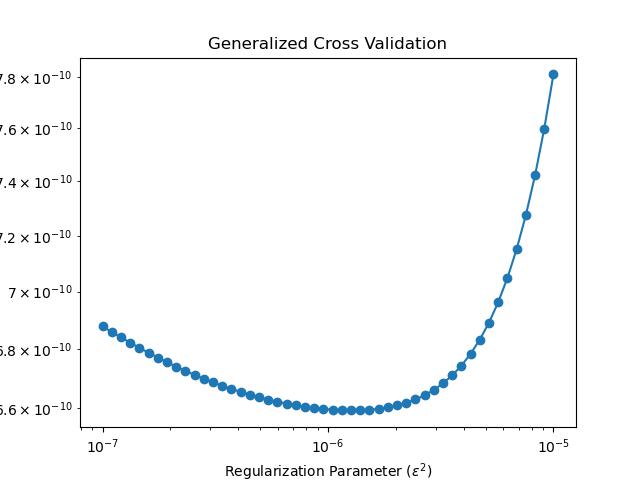 Generalized Cross Validation
7.8 × 10⁻¹⁰
7.6 × 10⁻¹⁰
7.4 × 10⁻¹⁰
7.2 × 10⁻¹⁰
7 × 10⁻¹⁰
6.8 × 10⁻¹⁰
6.6 × 10⁻¹⁰
10⁻⁷ 10⁻⁶ 10⁻⁵
Regularization Parameter (ε²)